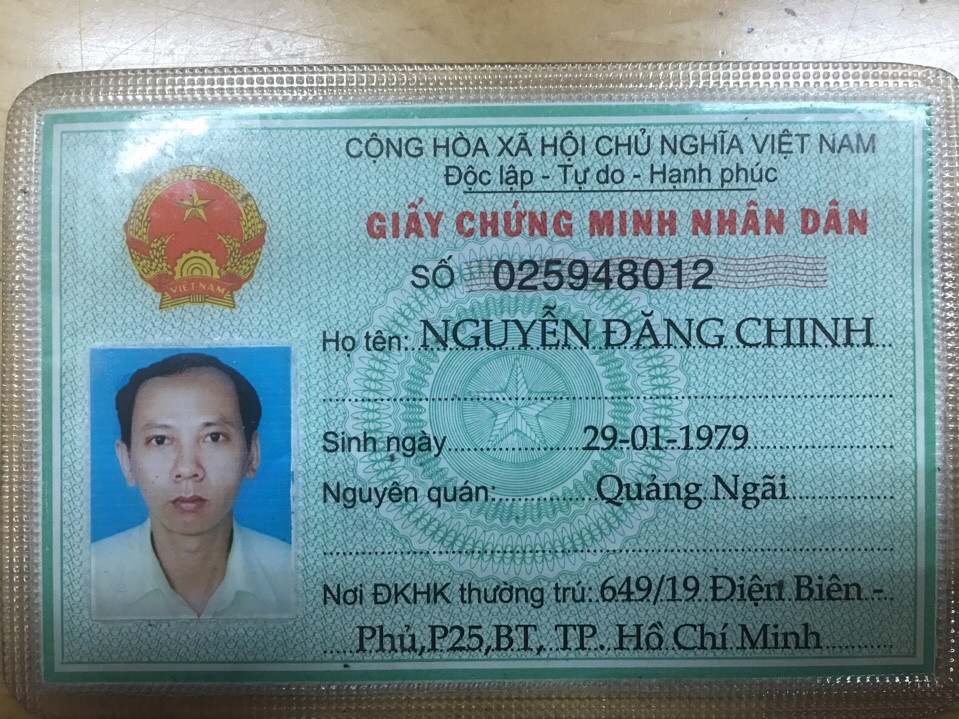 CỘNG HÒA XÃ HỘI CHỦ NGHĨA VIỆT NAM
Độc lập - Tự do - Hạnh phúc
GIẤY CHỨNG MINH NHÂN DÂN
SỐ 025948012
VIỆT NAM
Họ tên: NGUYỄN ĐĂNG CHINH
Sinh ngày 29-01-1979
Nguyên quán: Quảng Ngãi
Nơi ĐKHK thường trú: 649/19 Điện Biên -
Phủ,P25,BT, TP. Hồ Chí Minh